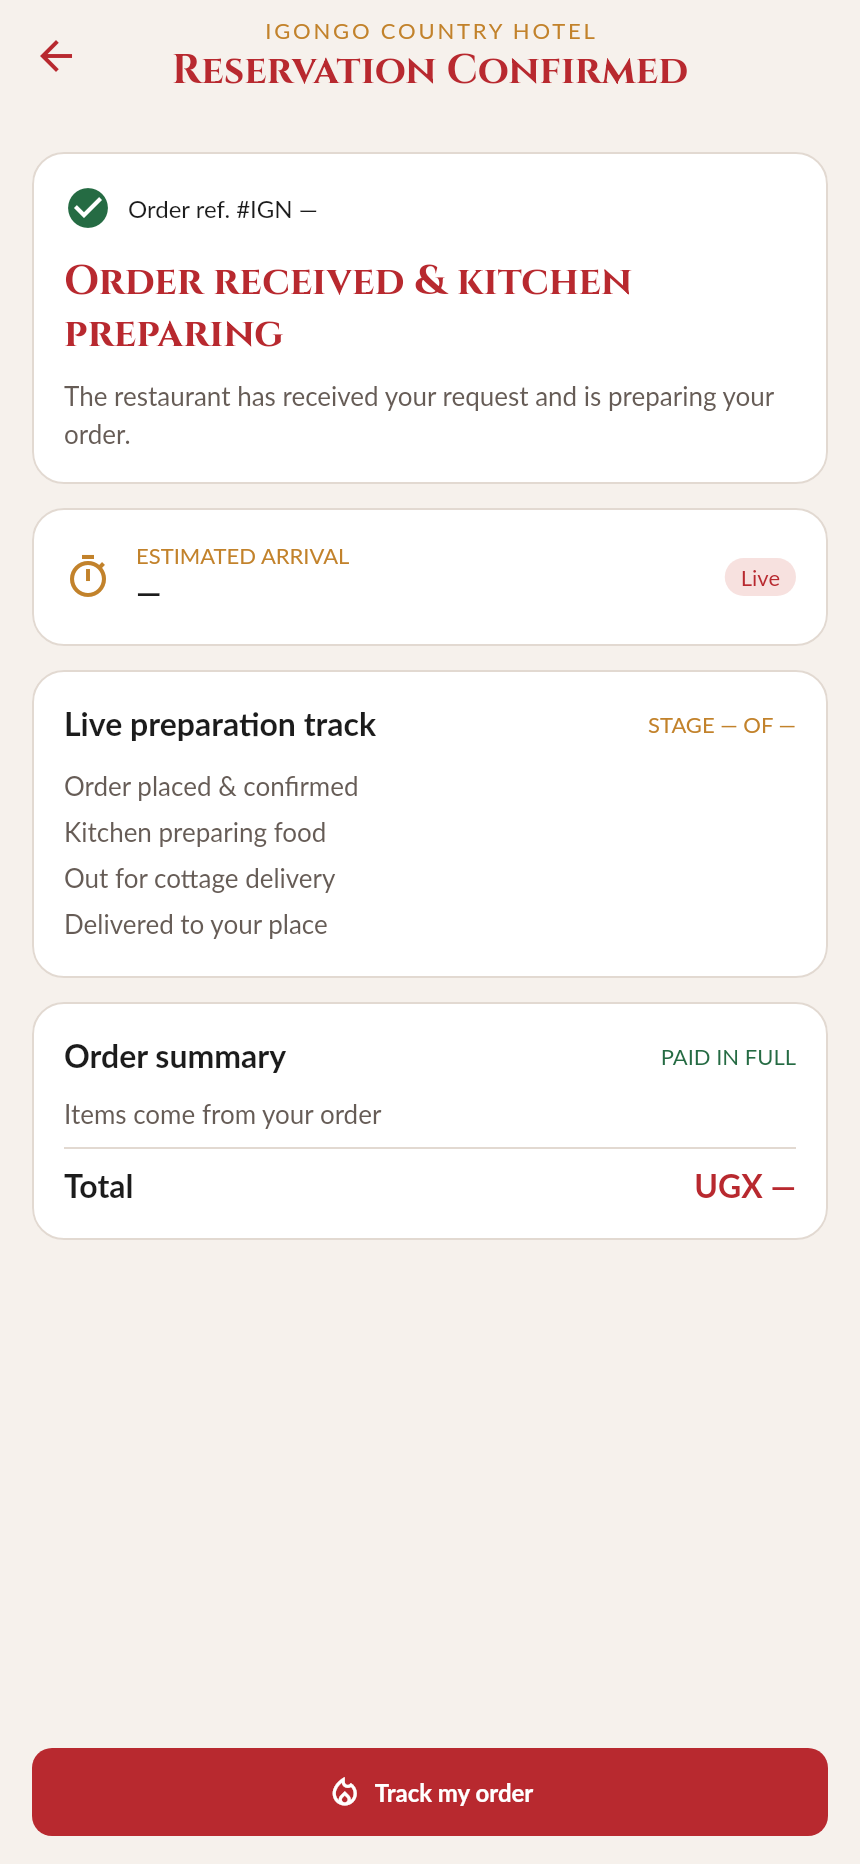 IGONGO COUNTRY HOTEL
Reservation Confirmed
Order ref. #IGN —
Order received & kitchen
preparing
The restaurant has received your request and is preparing your
order.
ESTIMATED ARRIVAL
—
Live
Live preparation track
STAGE — OF —
Order placed & confirmed
Kitchen preparing food
Out for cottage delivery
Delivered to your place
Order summary
PAID IN FULL
Items come from your order
Total
UGX —
Track my order